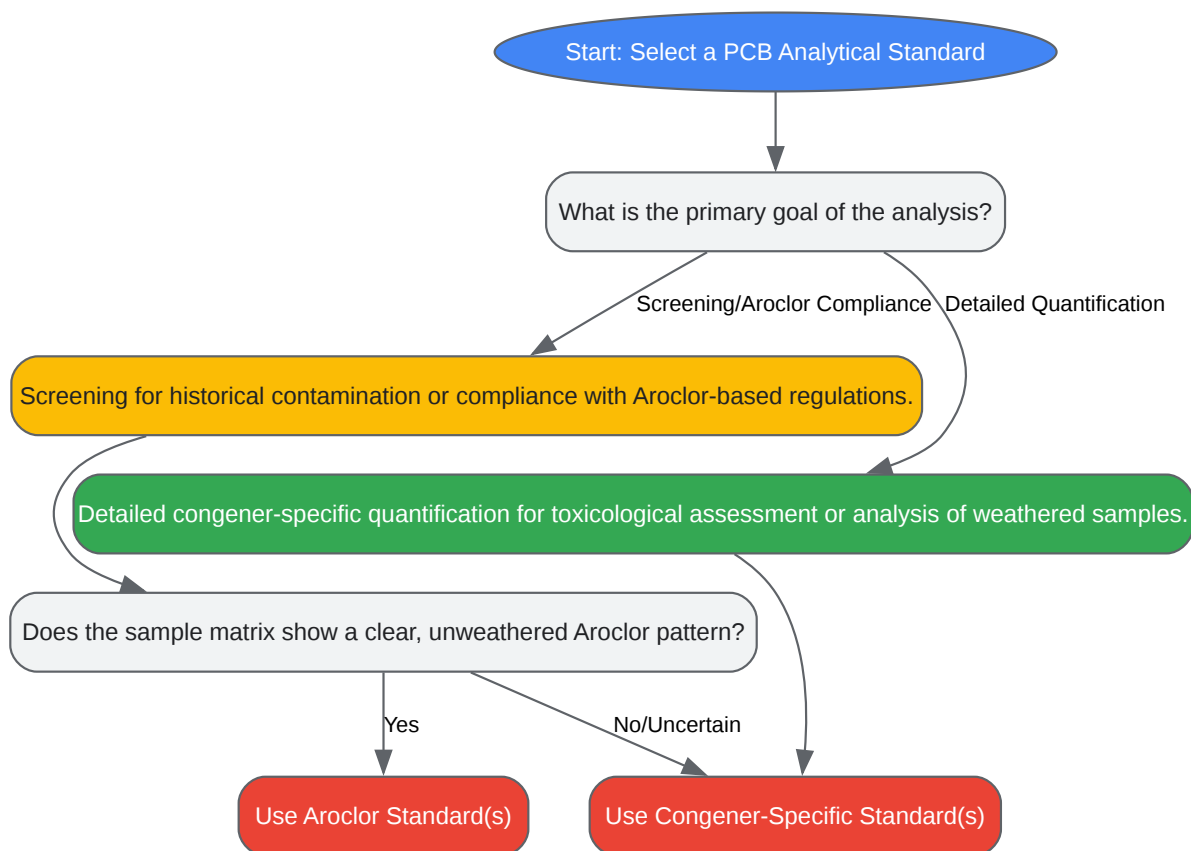 Start: Select a PCB Analytical Standard
What is the primary goal of the analysis?
Screening/Aroclor Compliance
Detailed Quantification
Screening for historical contamination or compliance with Aroclor-based regulations.
Detailed congener-specific quantification for toxicological assessment or analysis of weathered samples.
Does the sample matrix show a clear, unweathered Aroclor pattern?
Yes
No/Uncertain
Use Aroclor Standard(s)
Use Congener-Specific Standard(s)